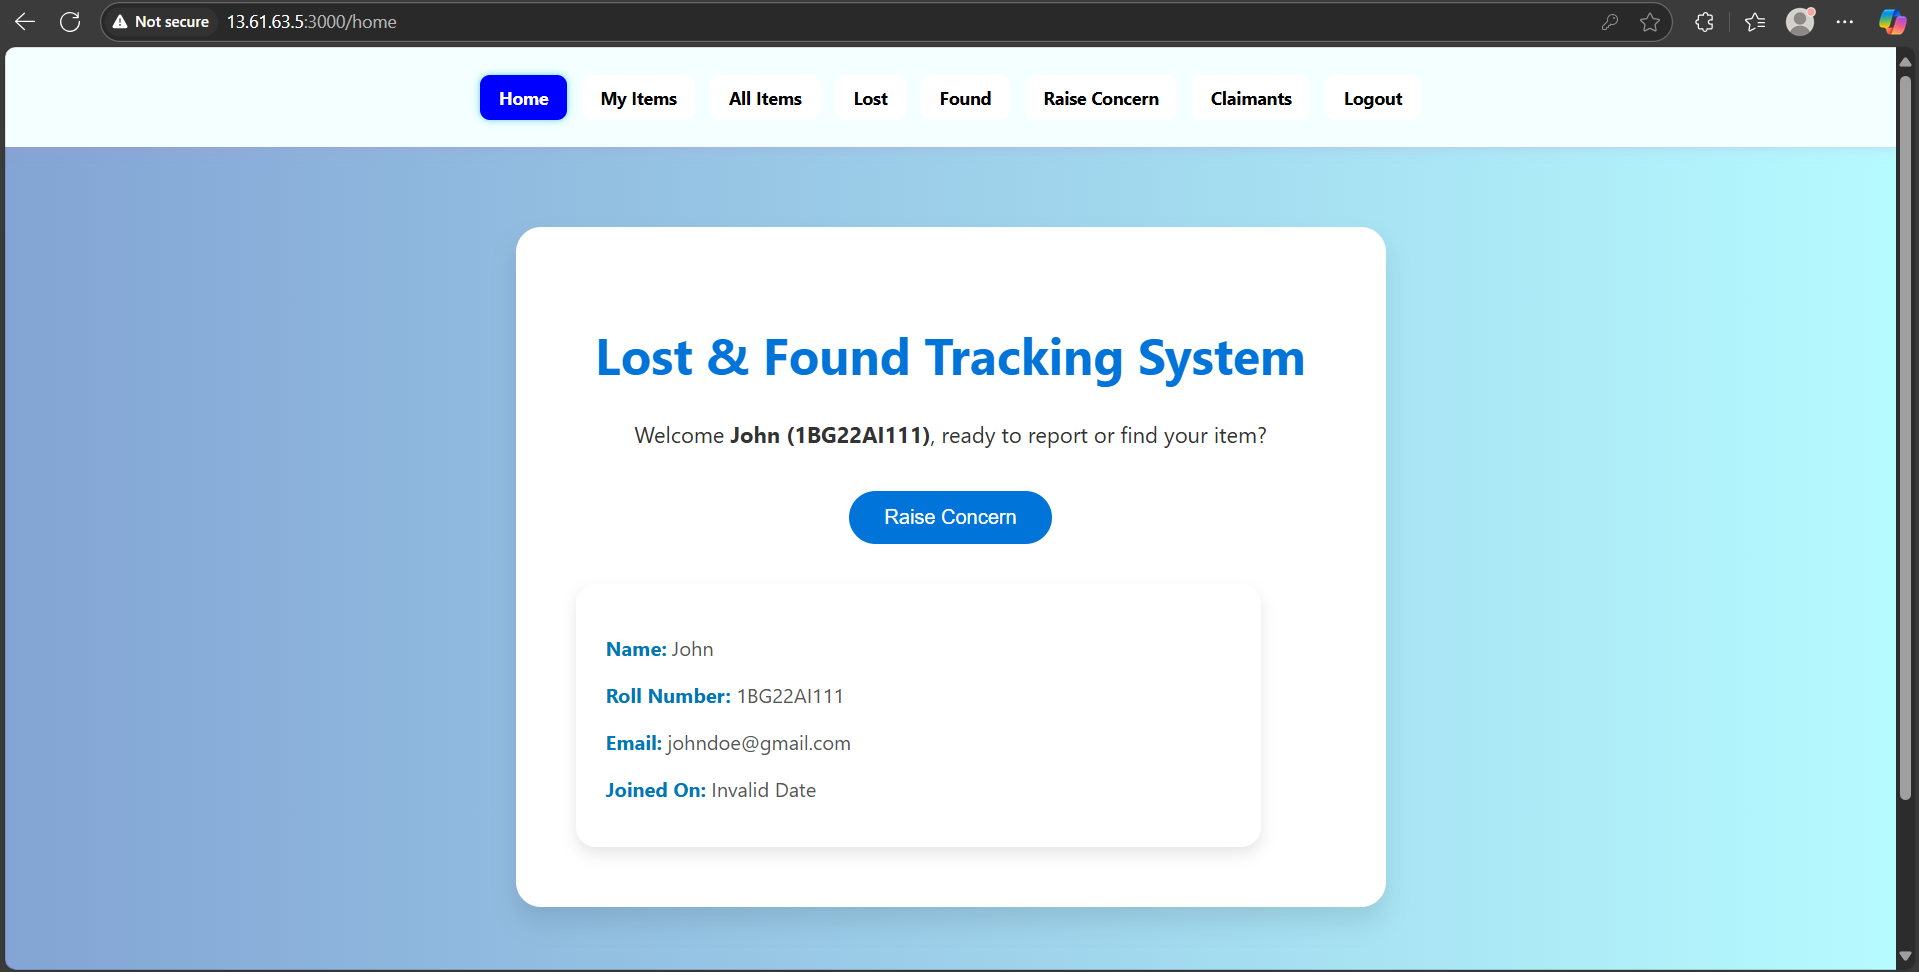 Not secure 13.61.63.5:3000/home
Home My Items All Items Lost Found Raise Concern Claimants Logout
Lost & Found Tracking System
Welcome John (1BG22AI111), ready to report or find your item?
Raise Concern
Name: John
Roll Number: 1BG22AI111
Email: johndoe@gmail.com
Joined On: Invalid Date